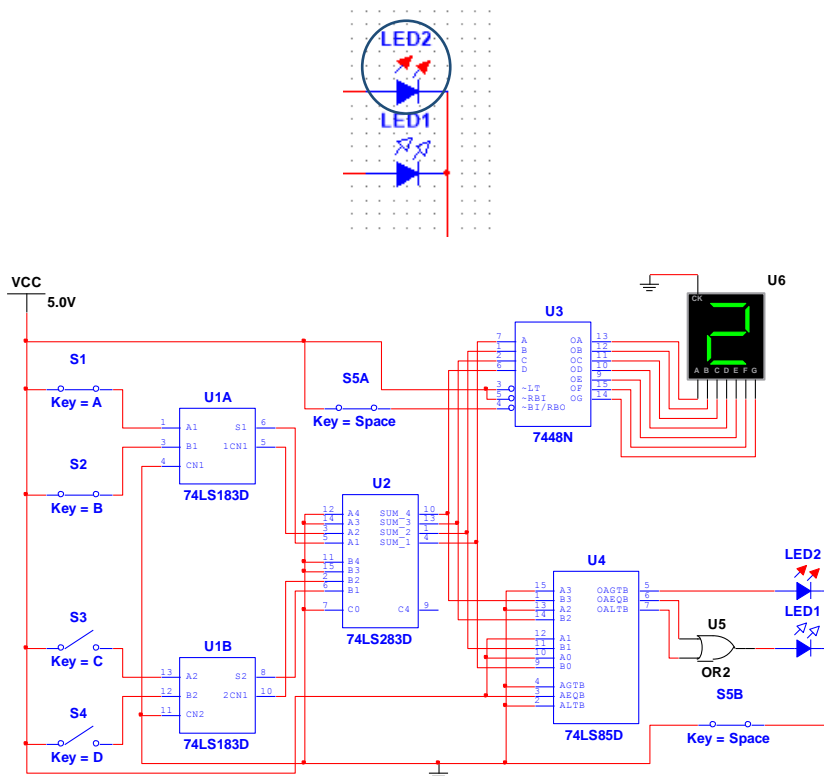 LED2
LED1
VCC
5.0V
S1
Key = A
S2
Key = B
S3
Key = C
S4
Key = D
U1A
1 A1 S1 6
3 B1 1CN1 5
4 CN1
74LS183D
U1B
13 A2 S2 8
12 B2 2CN1 10
11 CN2
74LS183D
S5A
Key = Space
U2
12 A4 SUM_4 10
14 A3 SUM_3 13
3 A2 SUM_2 1
5 A1 SUM_1 4
11 B4
15 B3
2 B2
6 B1
7 C0 C4 9
74LS283D
U3
7 A OA 13
1 B OB 12
2 C OC 11
6 D OD 10
OE 9
3 ~LT OF 15
5 ~RBI OG 14
4 ~BI/RBO
7448N
U6
CK
2
A B C D E F G
U4
15 A3 OAGTB 5
1 B3 OAEQB 6
13 A2 OALTB 7
14 B2
12 A1
11 B1
10 A0
9 B0
4 AGTB
3 AEQB
2 ALTB
74LS85D
U5
OR2
LED2
LED1
S5B
Key = Space